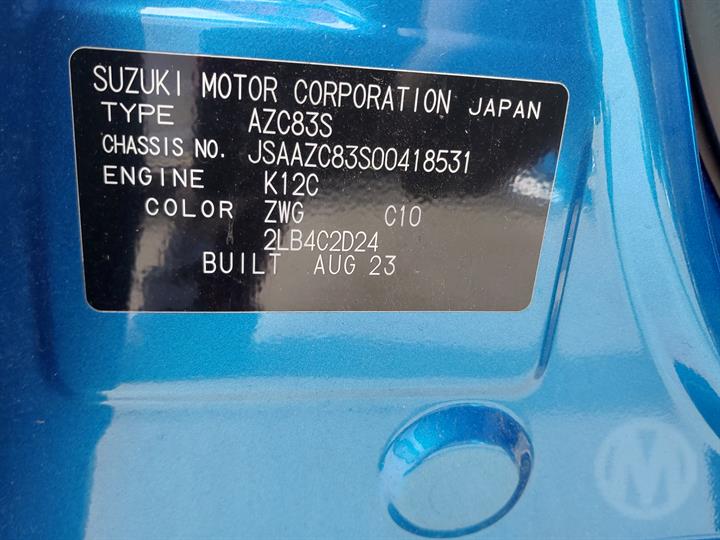 SUZUKI MOTOR CORPORATION JAPAN
TYPE AZC83S
CHASSIS NO. JSAAZC83S00418531
ENGINE K12C
COLOR ZWG C10
2LB4C2D24
BUILT AUG 23
M